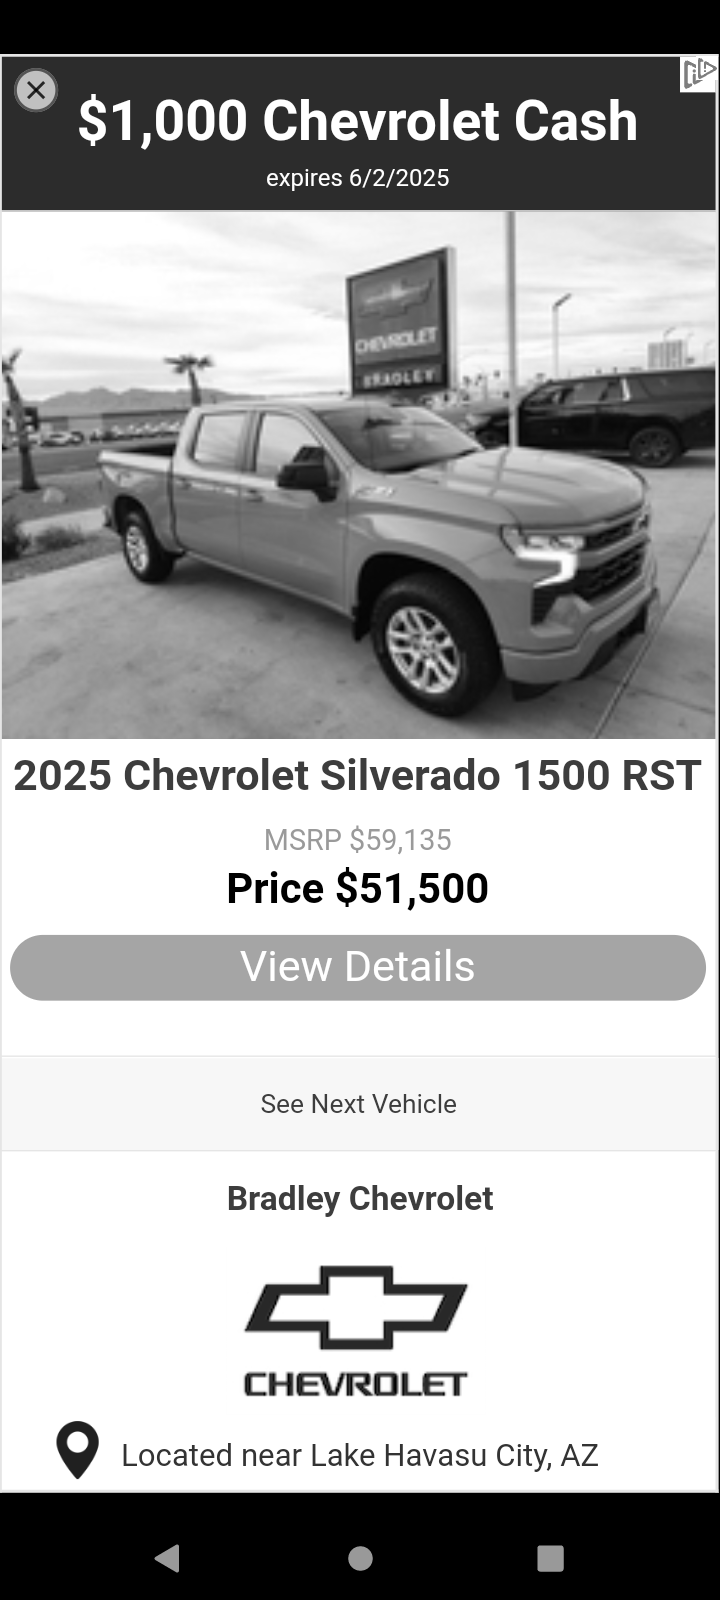 $1,000 Chevrolet Cash
expires 6/2/2025
CHEVROLET
BRADLEY
2025 Chevrolet Silverado 1500 RST
MSRP $59,135
Price $51,500
View Details
See Next Vehicle
Bradley Chevrolet
CHEVROLET
Located near Lake Havasu City, AZ